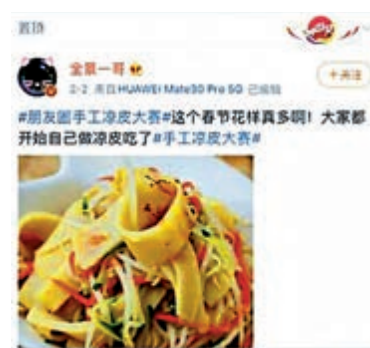 置顶
全景一哥
+关注
2-2 来自HUAWEI Mate30 Pro 5G 已编辑
#朋友圈手工凉皮大赛#这个春节花样真多啊！大家都
开始自己做凉皮吃了#手工凉皮大赛#